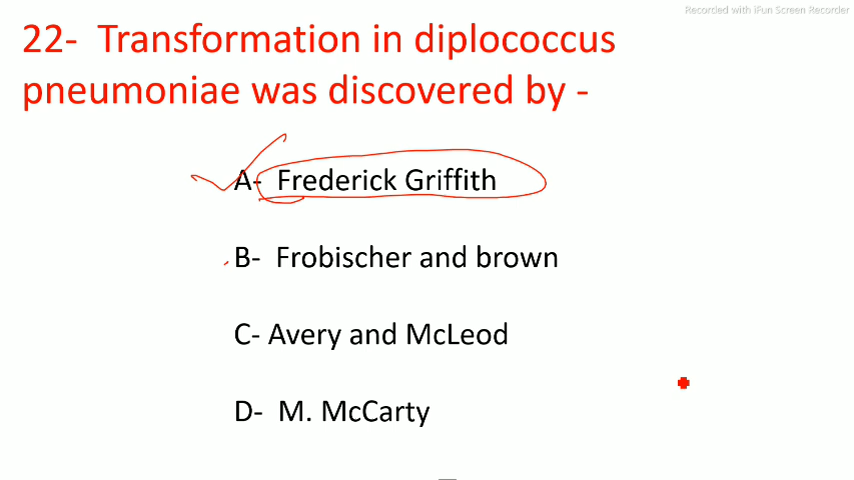 Recorded with iFun Screen Recorder
22- Transformation in diplococcus
pneumoniae was discovered by -
A- Frederick Griffith
B- Frobischer and brown
C- Avery and McLeod
D- M. McCarty